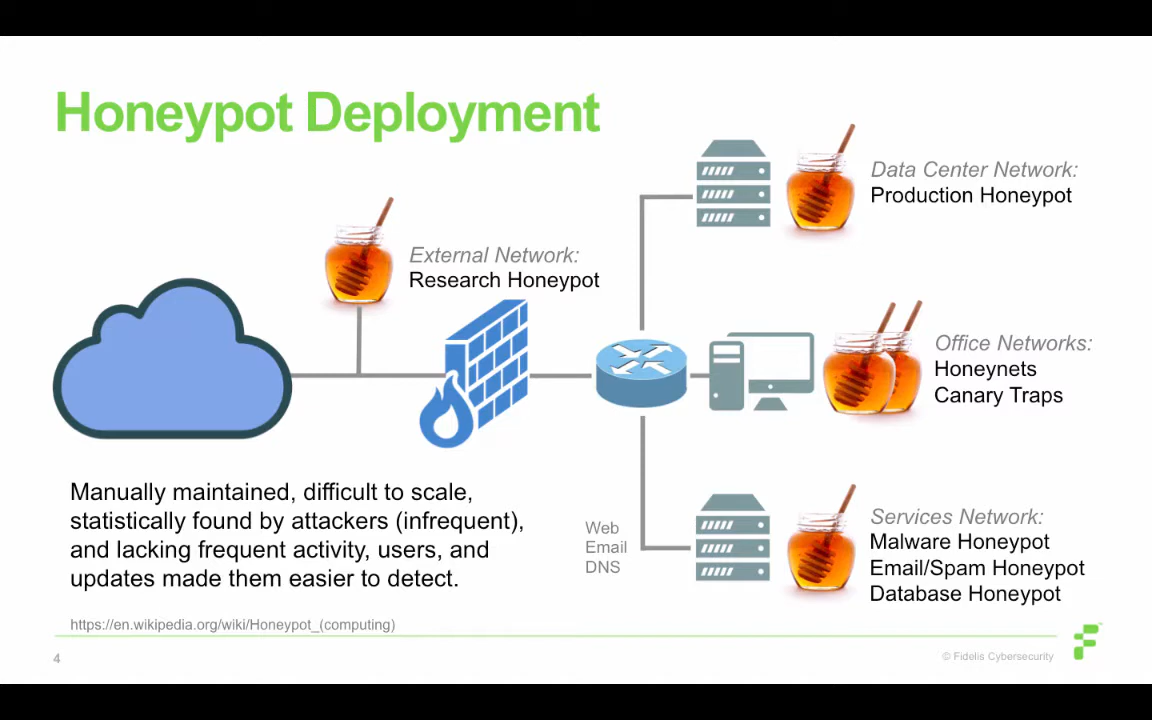 Honeypot Deployment
Data Center Network:
Production Honeypot
External Network:
Research Honeypot
Office Networks:
Honeynets
Canary Traps
Manually maintained, difficult to scale,
statistically found by attackers (infrequent),
and lacking frequent activity, users, and
updates made them easier to detect.
Web
Email
DNS
Services Network:
Malware Honeypot
Email/Spam Honeypot
Database Honeypot
https://en.wikipedia.org/wiki/Honeypot_(computing)
4
© Fidelis Cybersecurity